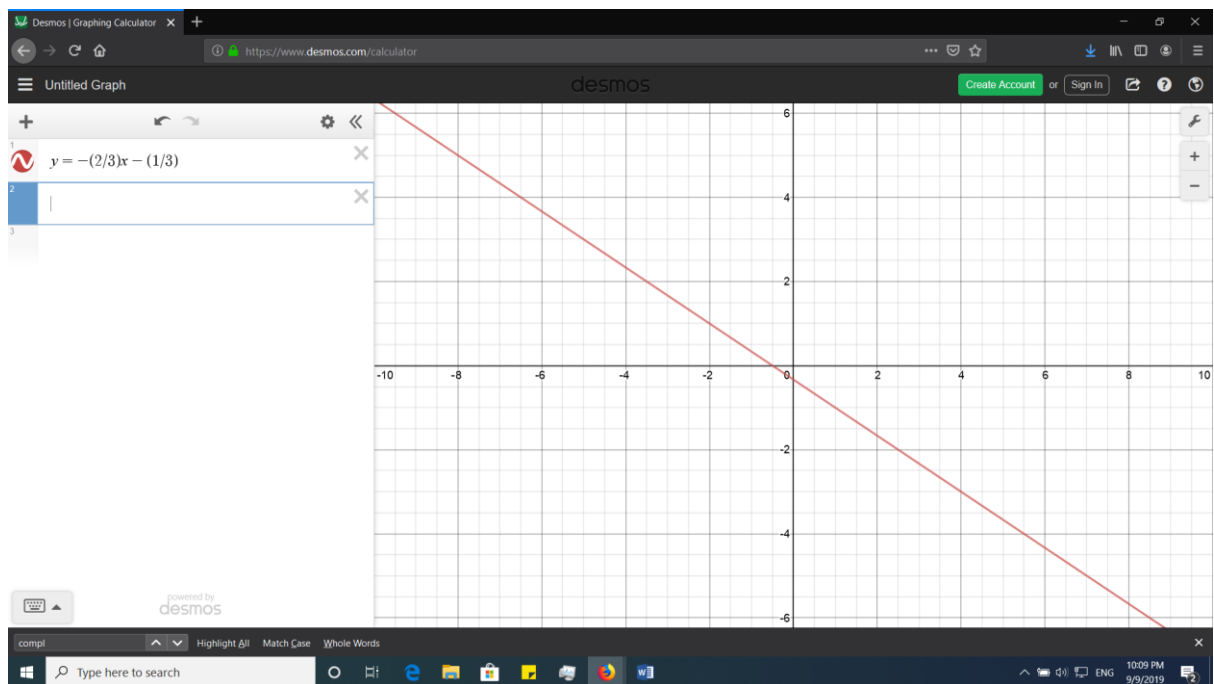 Desmos | Graphing Calculator
https://www.desmos.com/calculator
Untitled Graph
desmos
Create Account or Sign In
1
y = −(2/3)x − (1/3)
2
3
6
4
2
-10 -8 -6 -4 -2 0 2 4 6 8 10
-2
-4
-6
powered by
desmos
compl Highlight All Match Case Whole Words
Type here to search
ENG
10:09 PM
9/9/2019
2